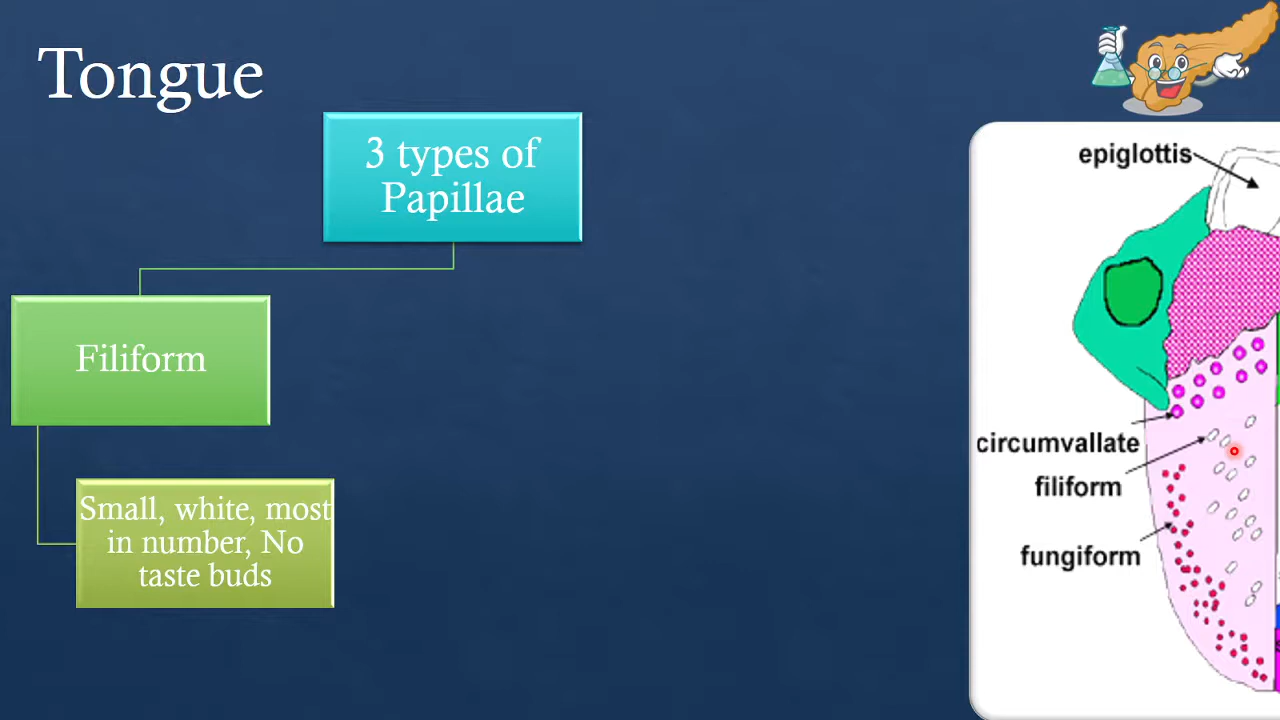 Tongue
3 types of
Papillae
Filiform
Small, white, most
in number, No
taste buds
epiglottis
circumvallate
filiform
fungiform